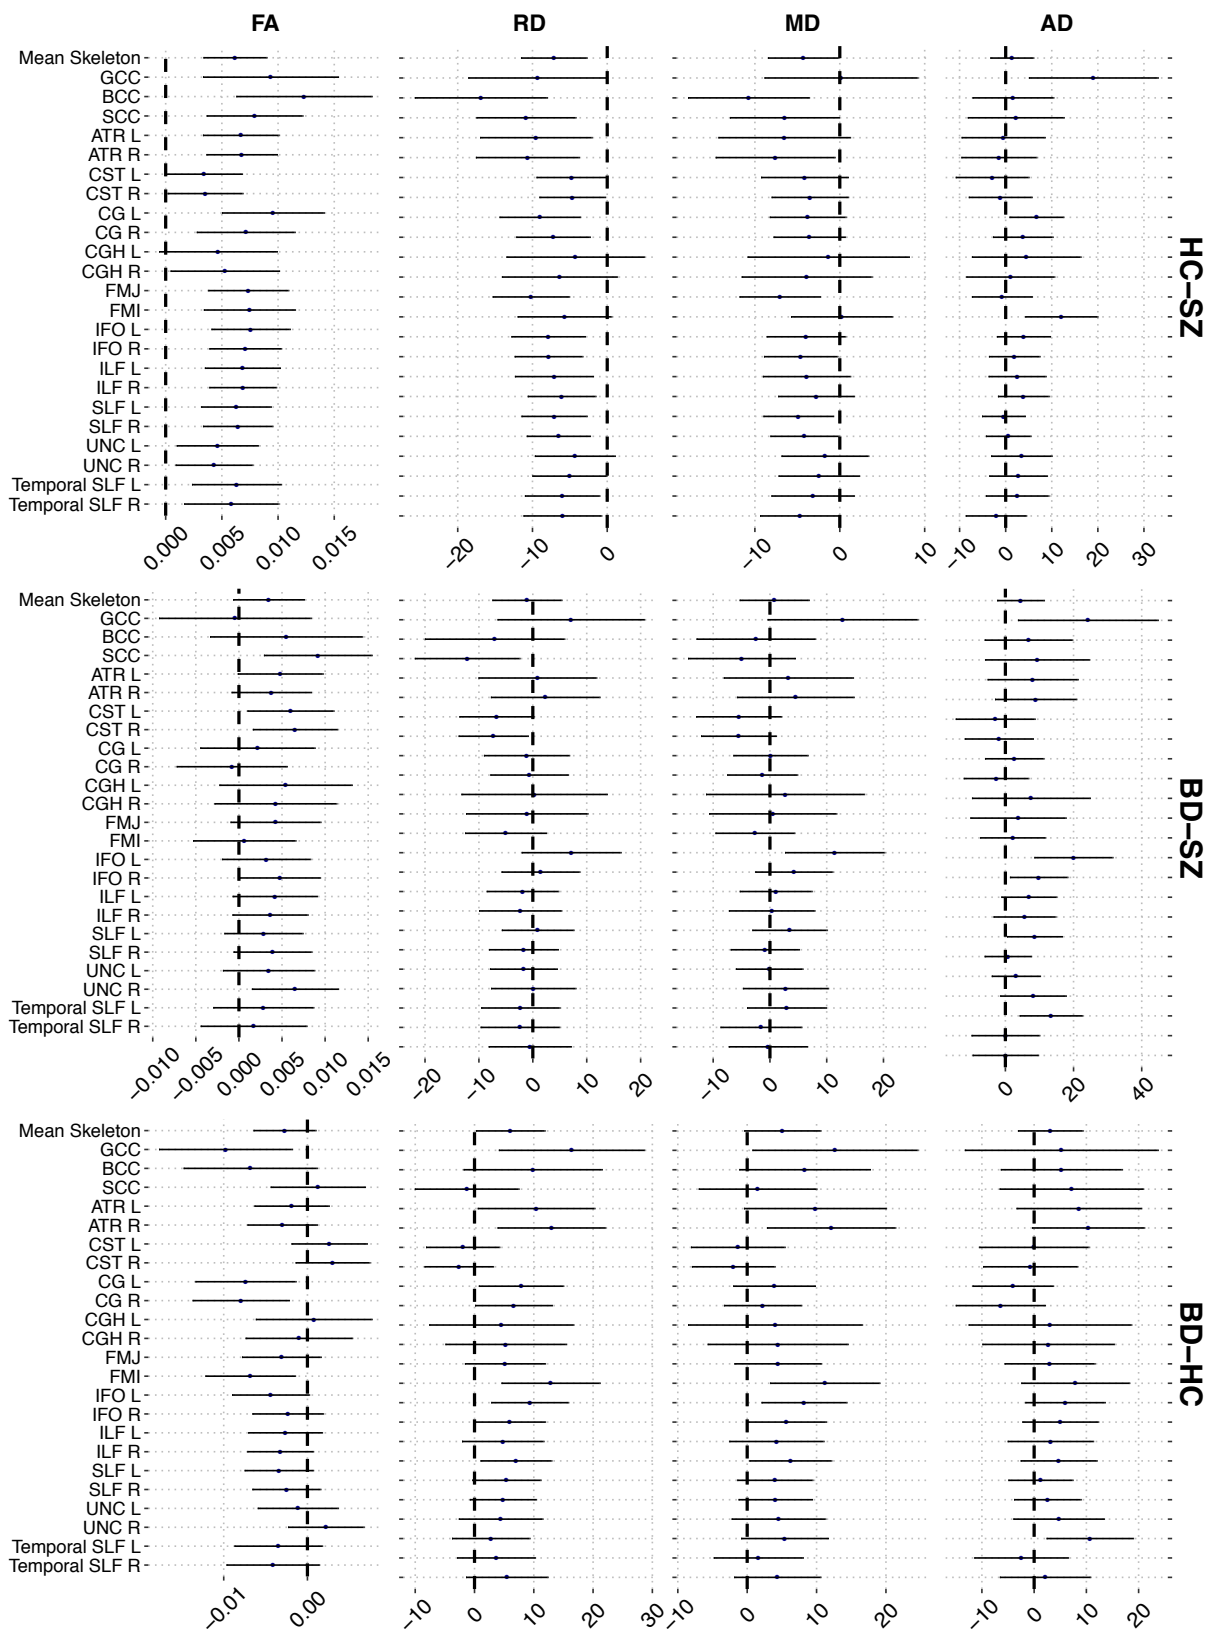 FA RD MD AD
Mean Skeleton
GCC
BCC
SCC
ATR L
ATR R
CST L
CST R
CG L
CG R
CGH L
CGH R
FMJ
FMI
IFO L
IFO R
ILF L
ILF R
SLF L
SLF R
UNC L
UNC R
Temporal SLF L
Temporal SLF R
HC−SZ
0.000 0.005 0.010 0.015 −20 −10 0 −10 0 10 −10 0 10 20 30
Mean Skeleton
GCC
BCC
SCC
ATR L
ATR R
CST L
CST R
CG L
CG R
CGH L
CGH R
FMJ
FMI
IFO L
IFO R
ILF L
ILF R
SLF L
SLF R
UNC L
UNC R
Temporal SLF L
Temporal SLF R
BD−SZ
−0.010 −0.005 0.000 0.005 0.010 0.015 −20 −10 0 10 20 −10 0 10 20 0 20 40
Mean Skeleton
GCC
BCC
SCC
ATR L
ATR R
CST L
CST R
CG L
CG R
CGH L
CGH R
FMJ
FMI
IFO L
IFO R
ILF L
ILF R
SLF L
SLF R
UNC L
UNC R
Temporal SLF L
Temporal SLF R
BD−HC
−0.01 0.00 −10 0 10 20 30 −10 0 10 20 −10 0 10 20